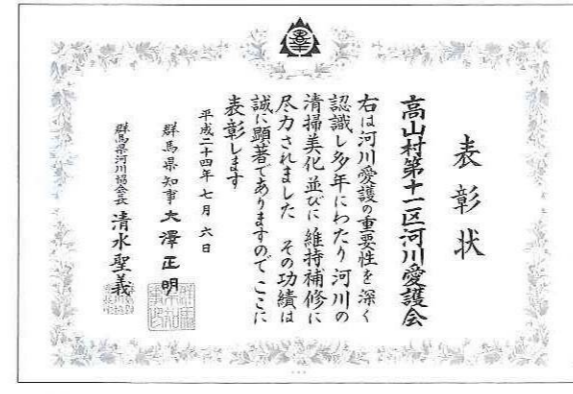 表彰状
高山村第十一区河川愛護会
右は河川愛護の重要性を深く
認識し多年にわたり河川の
清掃美化並びに維持補修に
尽力されました その功績は
誠に顕著でありますので ここに
表彰します
平成二十四年七月六日
群馬県知事 大澤正明
群馬県河川協会長 清水聖義